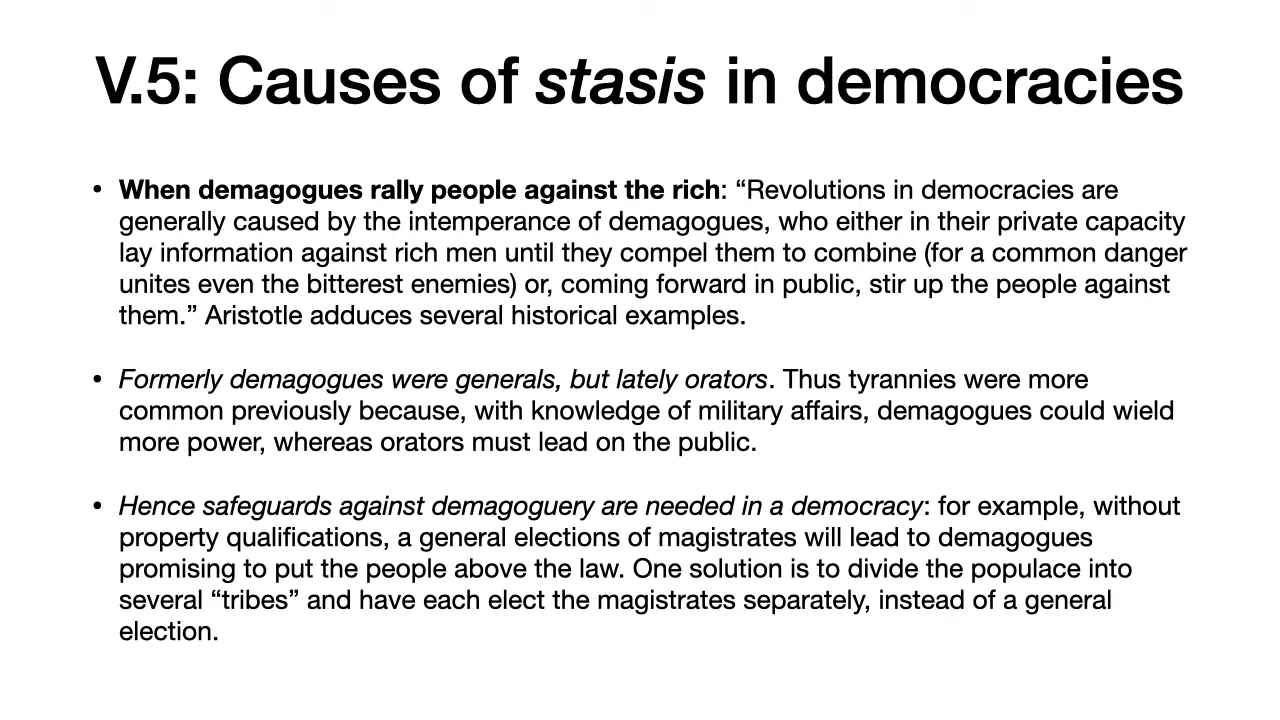 V.5: Causes of stasis in democracies
• When demagogues rally people against the rich: “Revolutions in democracies are
generally caused by the intemperance of demagogues, who either in their private capacity
lay information against rich men until they compel them to combine (for a common danger
unites even the bitterest enemies) or, coming forward in public, stir up the people against
them.” Aristotle adduces several historical examples.
• Formerly demagogues were generals, but lately orators. Thus tyrannies were more
common previously because, with knowledge of military affairs, demagogues could wield
more power, whereas orators must lead on the public.
• Hence safeguards against demagoguery are needed in a democracy: for example, without
property qualifications, a general elections of magistrates will lead to demagogues
promising to put the people above the law. One solution is to divide the populace into
several “tribes” and have each elect the magistrates separately, instead of a general
election.